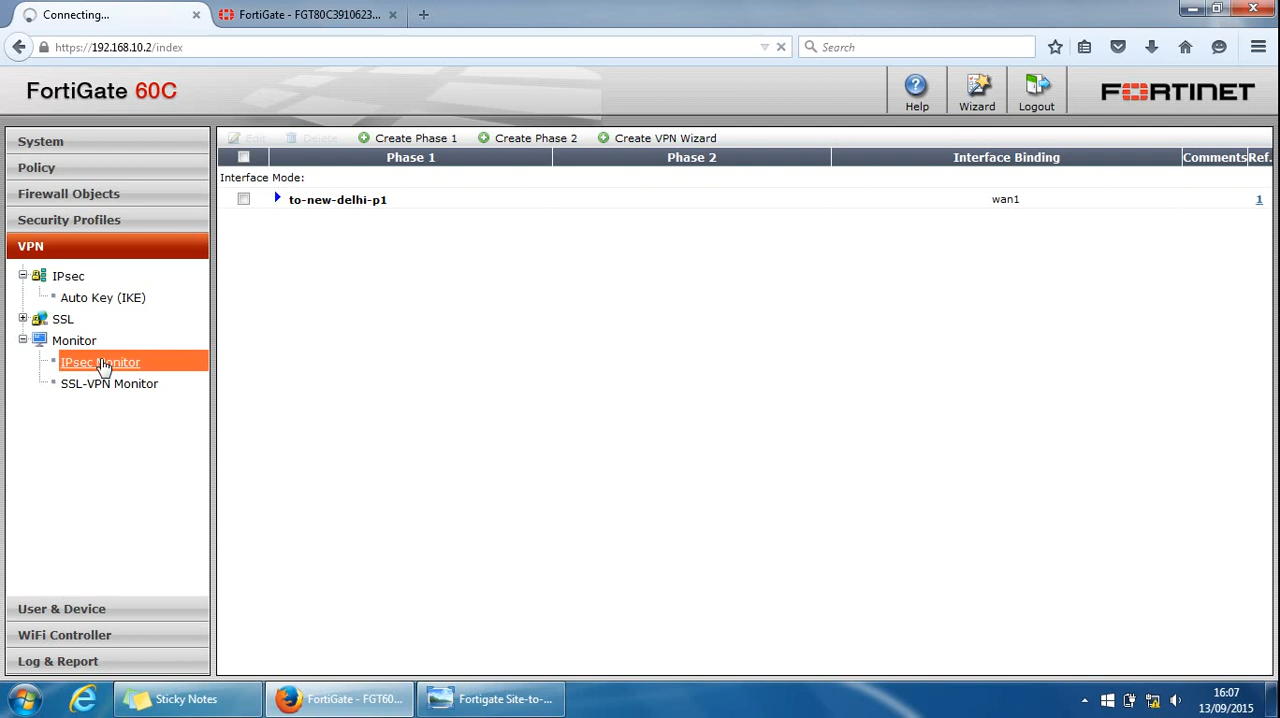 Connecting...
FortiGate - FGT80C3910623...
https://192.168.10.2/index
Search
FortiGate 60C
Help
Wizard
Logout
FORTINET
System
Policy
Firewall Objects
Security Profiles
VPN
IPsec
Auto Key (IKE)
SSL
Monitor
IPsec Monitor
SSL-VPN Monitor
User & Device
WiFi Controller
Log & Report
Edit
Delete
Create Phase 1
Create Phase 2
Create VPN Wizard
Phase 1
Phase 2
Interface Binding
Comments
Ref.
Interface Mode:
to-new-delhi-p1
wan1
1
Sticky Notes
FortiGate - FGT60...
Fortigate Site-to-...
16:07
13/09/2015